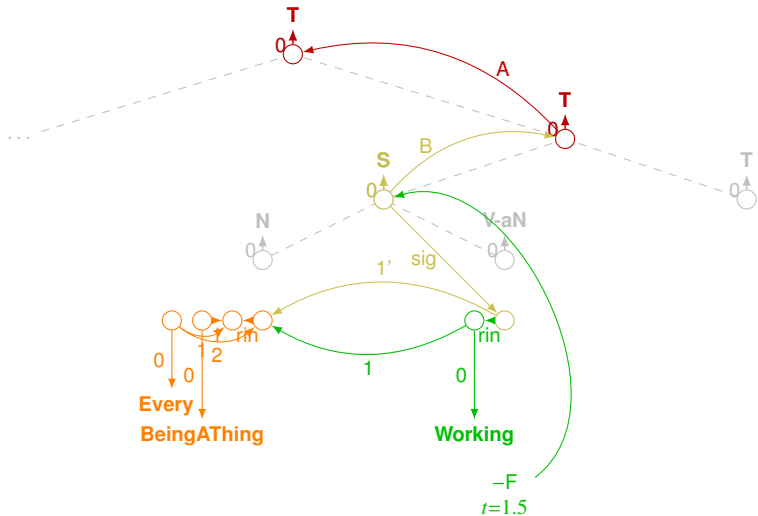 T
0
A
T
0
...
B
S
0
T
0
N
0
V-aN
0
sig
1'
rin
1 2
rin
0
0
1
0
Every
BeingAThing
Working
−F
t=1.5